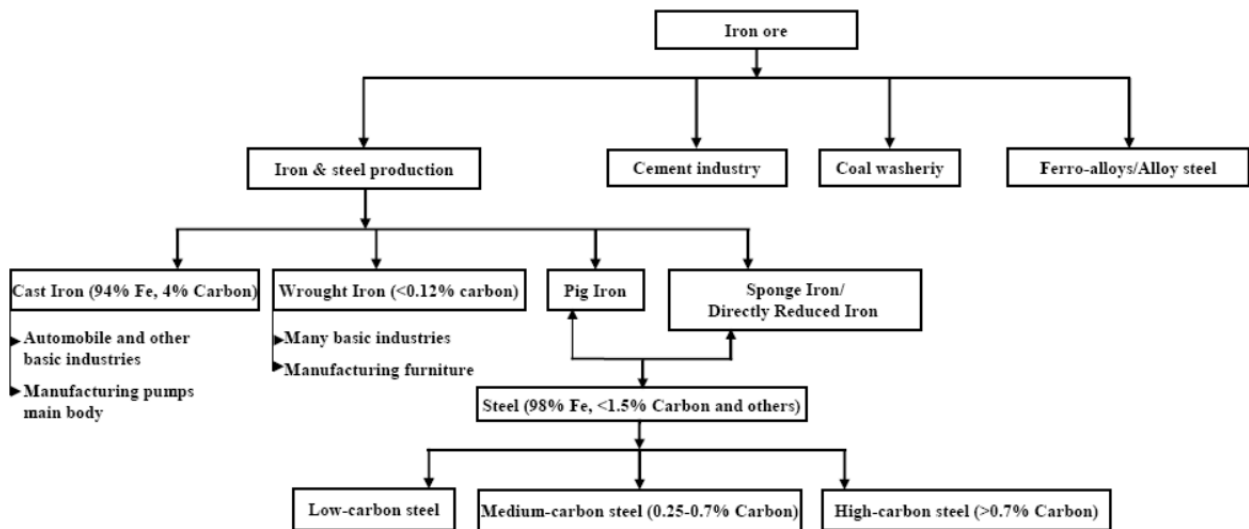 Iron ore
Iron & steel production
Cement industry
Coal washeriy
Ferro-alloys/Alloy steel
Cast Iron (94% Fe, 4% Carbon)
Wrought Iron (<0.12% carbon)
Pig Iron
Sponge Iron/
Directly Reduced Iron
Automobile and other
basic industries
Manufacturing pumps
main body
Many basic industries
Manufacturing furniture
Steel (98% Fe, <1.5% Carbon and others)
Low-carbon steel
Medium-carbon steel (0.25-0.7% Carbon)
High-carbon steel (>0.7% Carbon)